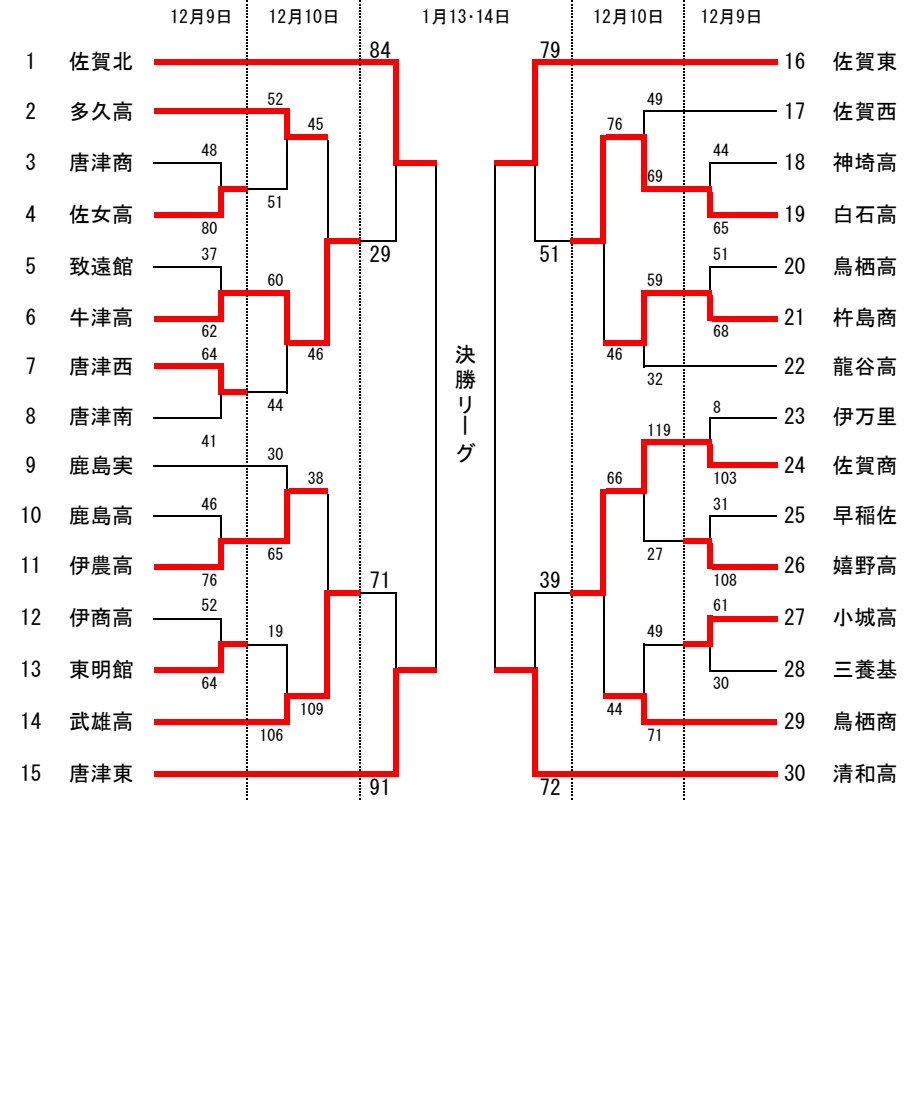 12月9日 12月10日 1月13･14日 12月10日 12月9日
84 79
1 佐賀北 16 佐賀東
52 49
2 多久高 45 76 17 佐賀西
48 44
3 唐津商 18 神埼高
69
51
4 佐女高 19 白石高
80 65
37 29 51 51
5 致遠館 20 鳥栖高
60 59
6 牛津高 21 杵島商
62 68
64 46 46
7 唐津西 22 龍谷高
32
44 8
8 唐津南 23 伊万里
決勝リーグ
41 119
30
9 鹿島実 24 佐賀商
38 66 103
46 31
10 鹿島高 25 早稲佐
65 27
11 伊農高 26 嬉野高
76 71 39 108
52 61
12 伊商高 27 小城高
19 49
13 東明館 28 三養基
64 30
109 44
14 武雄高 29 鳥栖商
106 71
15 唐津東 30 清和高
91 72